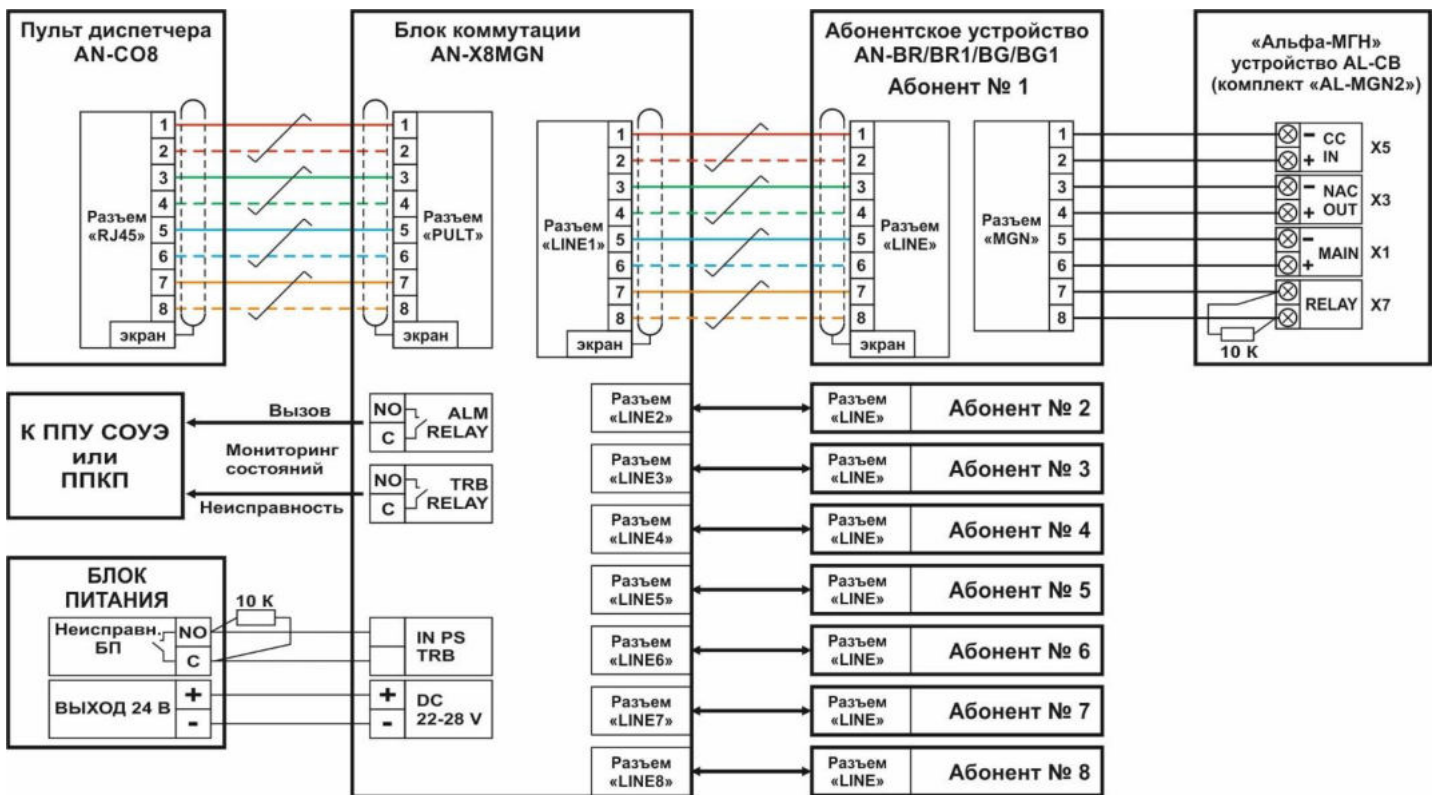 Пульт диспетчера
AN-CO8
Разъем
«RJ45»
1
2
3
4
5
6
7
8
экран
Блок коммутации
AN-X8MGN
1
2
3
4
5
6
7
8
Разъем
«PULT»
экран
Разъем
«LINE1»
1
2
3
4
5
6
7
8
экран
Абонентское устройство
AN-BR/BR1/BG/BG1
Абонент № 1
1
2
3
4
5
6
7
8
Разъем
«LINE»
экран
Разъем
«MGN»
1
2
3
4
5
6
7
8
«Альфа-МГН»
устройство AL-CB
(комплект «AL-MGN2»)
- CC
+ IN
X5
- NAC
+ OUT
X3
-
+ MAIN
X1
RELAY
X7
10 К
К ППУ СОУЭ
или
ППКП
Вызов
Мониторинг
состояний
Неисправность
NO
C
ALM
RELAY
NO
C
TRB
RELAY
БЛОК
ПИТАНИЯ
10 К
Неисправн.
БП
NO
C
ВЫХОД 24 В
+
-
IN PS
TRB
+
-
DC
22-28 V
Разъем
«LINE2»
Разъем
«LINE»
Абонент № 2
Разъем
«LINE3»
Разъем
«LINE»
Абонент № 3
Разъем
«LINE4»
Разъем
«LINE»
Абонент № 4
Разъем
«LINE5»
Разъем
«LINE»
Абонент № 5
Разъем
«LINE6»
Разъем
«LINE»
Абонент № 6
Разъем
«LINE7»
Разъем
«LINE»
Абонент № 7
Разъем
«LINE8»
Разъем
«LINE»
Абонент № 8